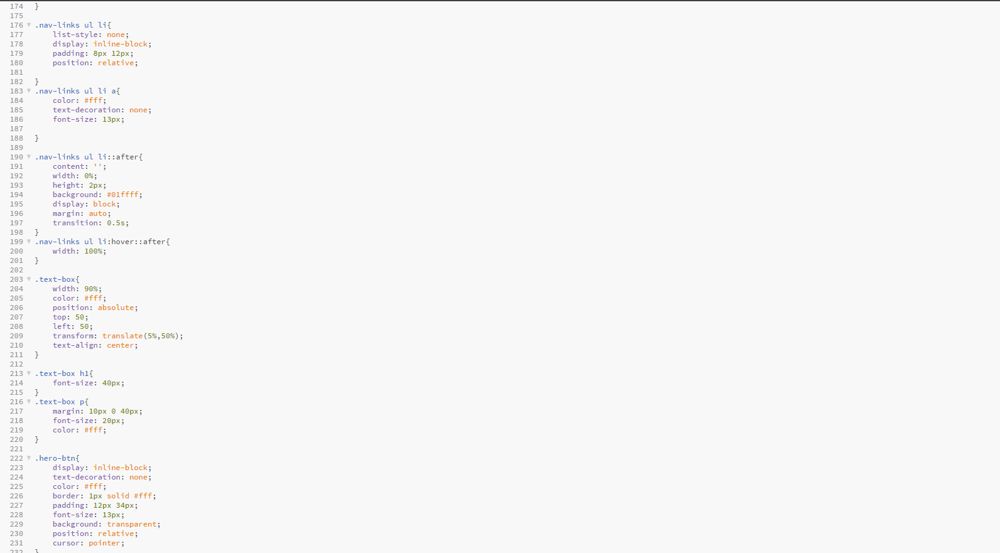 174 }
175
176 .nav-links ul li{
177     list-style: none;
178     display: inline-block;
179     padding: 8px 12px;
180     position: relative;
181
182 }
183 .nav-links ul li a{
184     color: #fff;
185     text-decoration: none;
186     font-size: 13px;
187
188 }
189
190 .nav-links ul li::after{
191     content: '';
192     width: 0%;
193     height: 2px;
194     background: #01ffff;
195     display: block;
196     margin: auto;
197     transition: 0.5s;
198 }
199 .nav-links ul li:hover::after{
200     width: 100%;
201 }
202
203 .text-box{
204     width: 90%;
205     color: #fff;
206     position: absolute;
207     top: 50;
208     left: 50;
209     transform: translate(5%,50%);
210     text-align: center;
211 }
212
213 .text-box h1{
214     font-size: 40px;
215 }
216 .text-box p{
217     margin: 10px 0 40px;
218     font-size: 20px;
219     color: #fff;
220 }
221
222 .hero-btn{
223     display: inline-block;
224     text-decoration: none;
225     color: #fff;
226     border: 1px solid #fff;
227     padding: 12px 34px;
228     font-size: 13px;
229     background: transparent;
230     position: relative;
231     cursor: pointer;
232 }